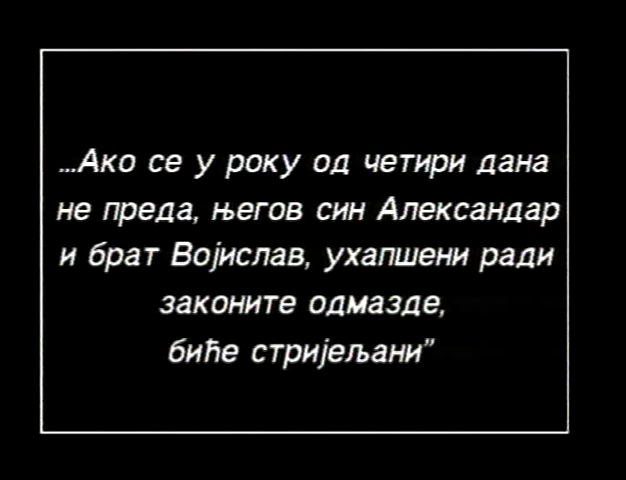 ...Ако се у року од четири дана
не преда, његов син Александар
и брат Војислав, ухапшени ради
законите одмазде,
биће стријељани”